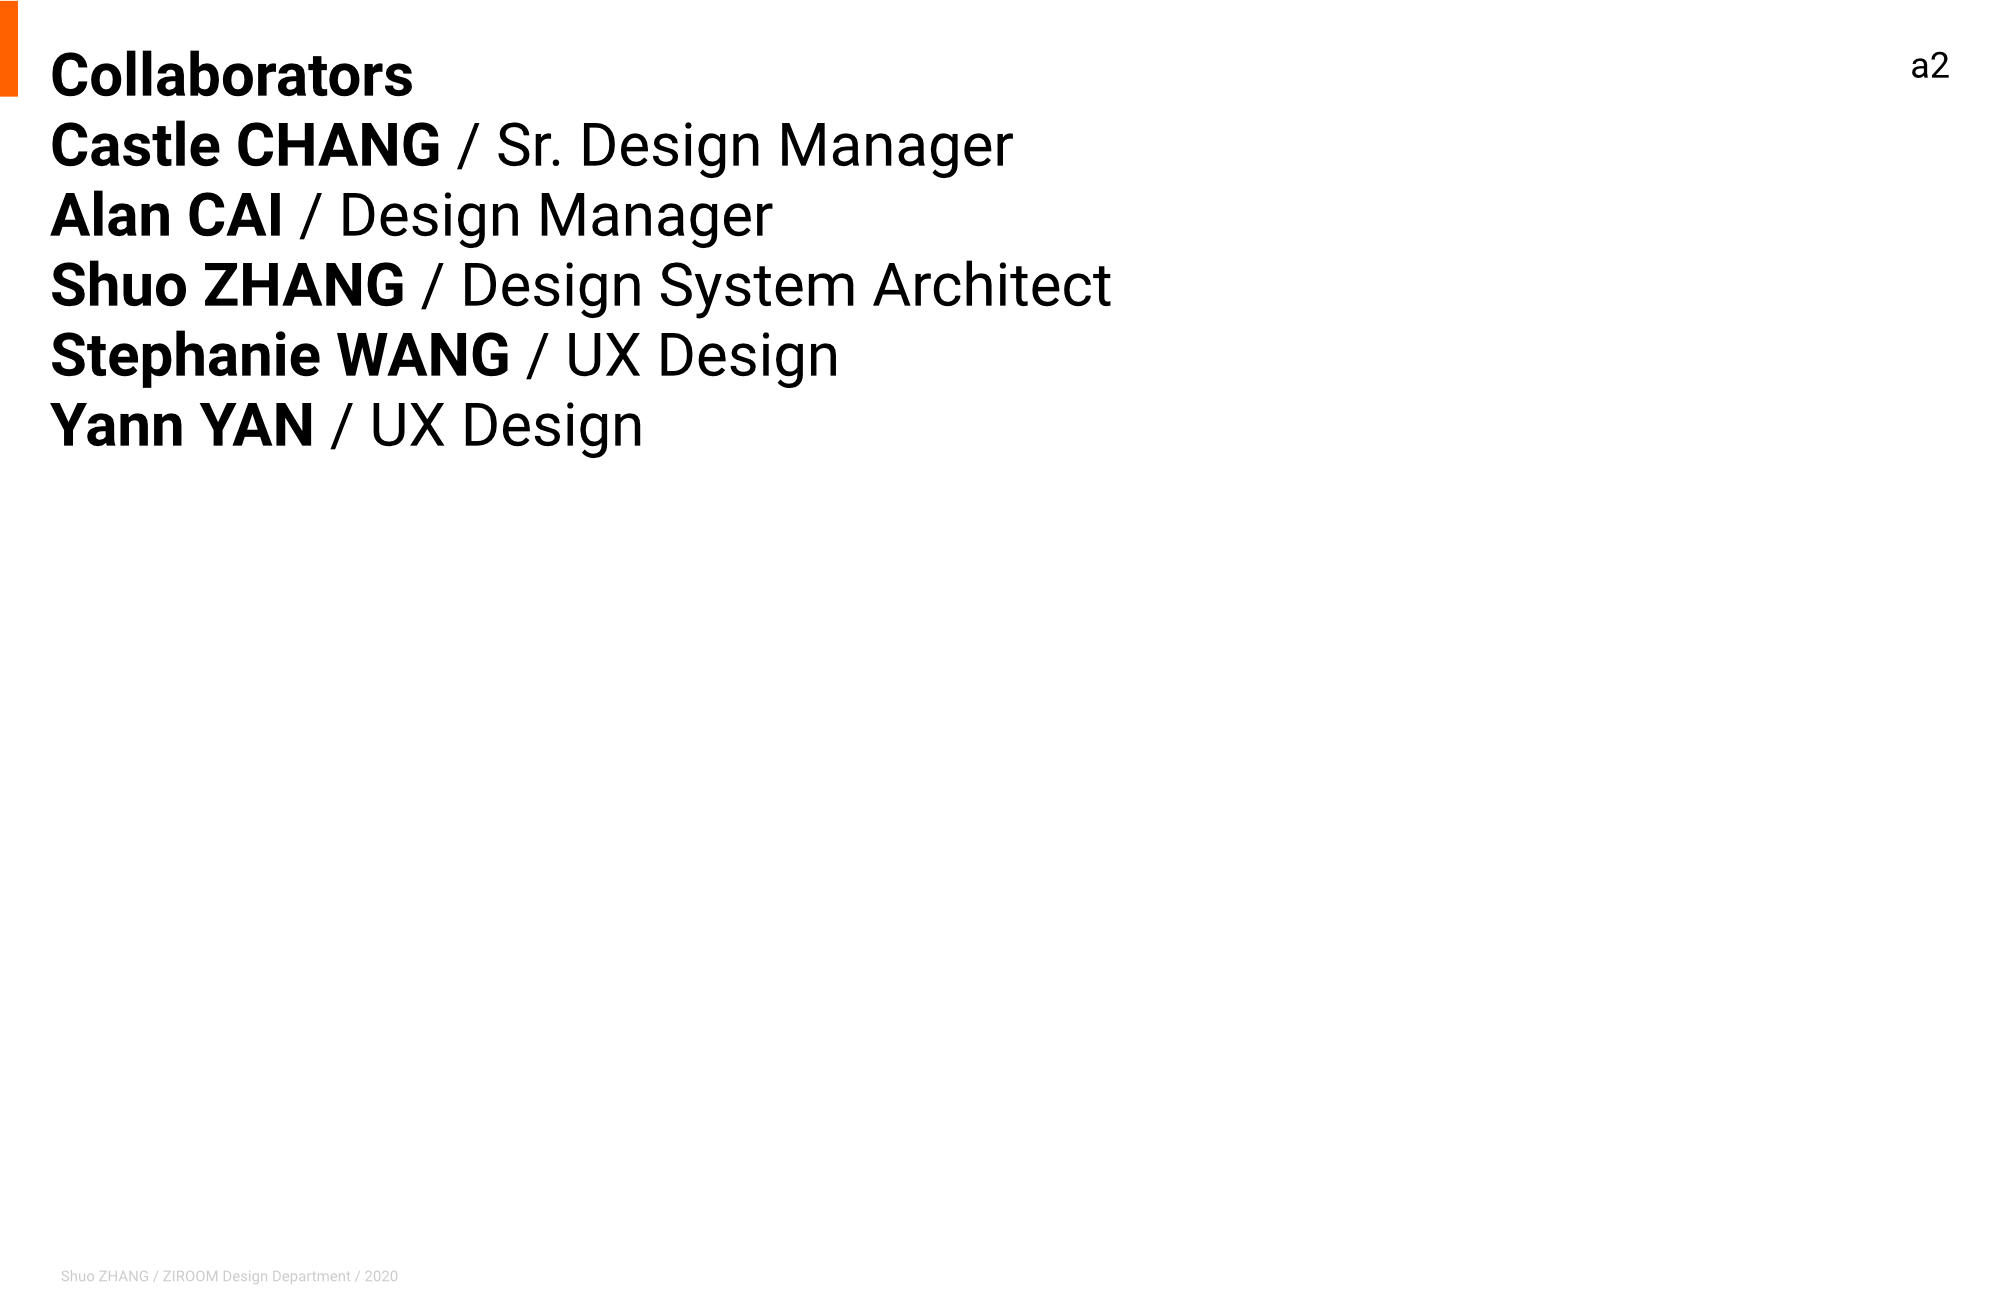 Collaborators
a2
Castle CHANG / Sr. Design Manager
Alan CAI / Design Manager
Shuo ZHANG / Design System Architect
Stephanie WANG / UX Design
Yann YAN / UX Design
Shuo ZHANG / ZIROOM Design Department / 2020